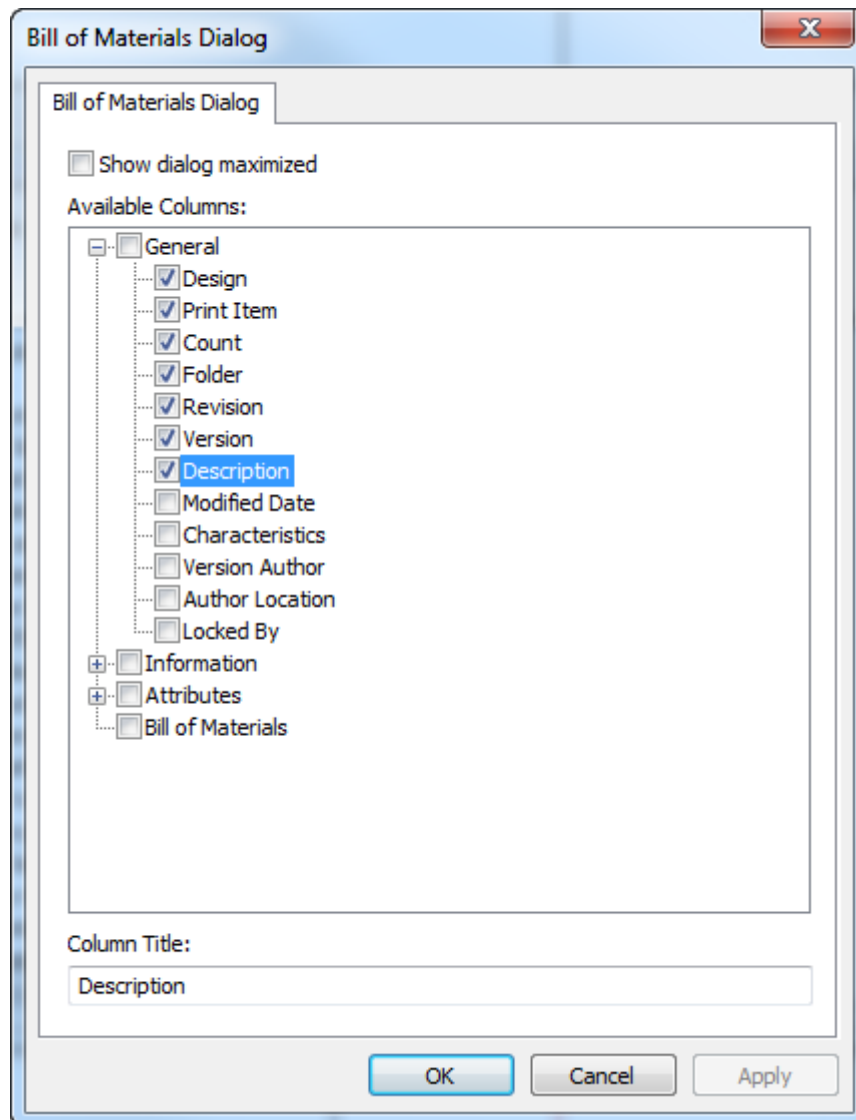 Bill of Materials Dialog
Bill of Materials Dialog
Show dialog maximized
Available Columns:
General
Design
Print Item
Count
Folder
Revision
Version
Description
Modified Date
Characteristics
Version Author
Author Location
Locked By
Information
Attributes
Bill of Materials
Column Title:
Description
OK Cancel Apply